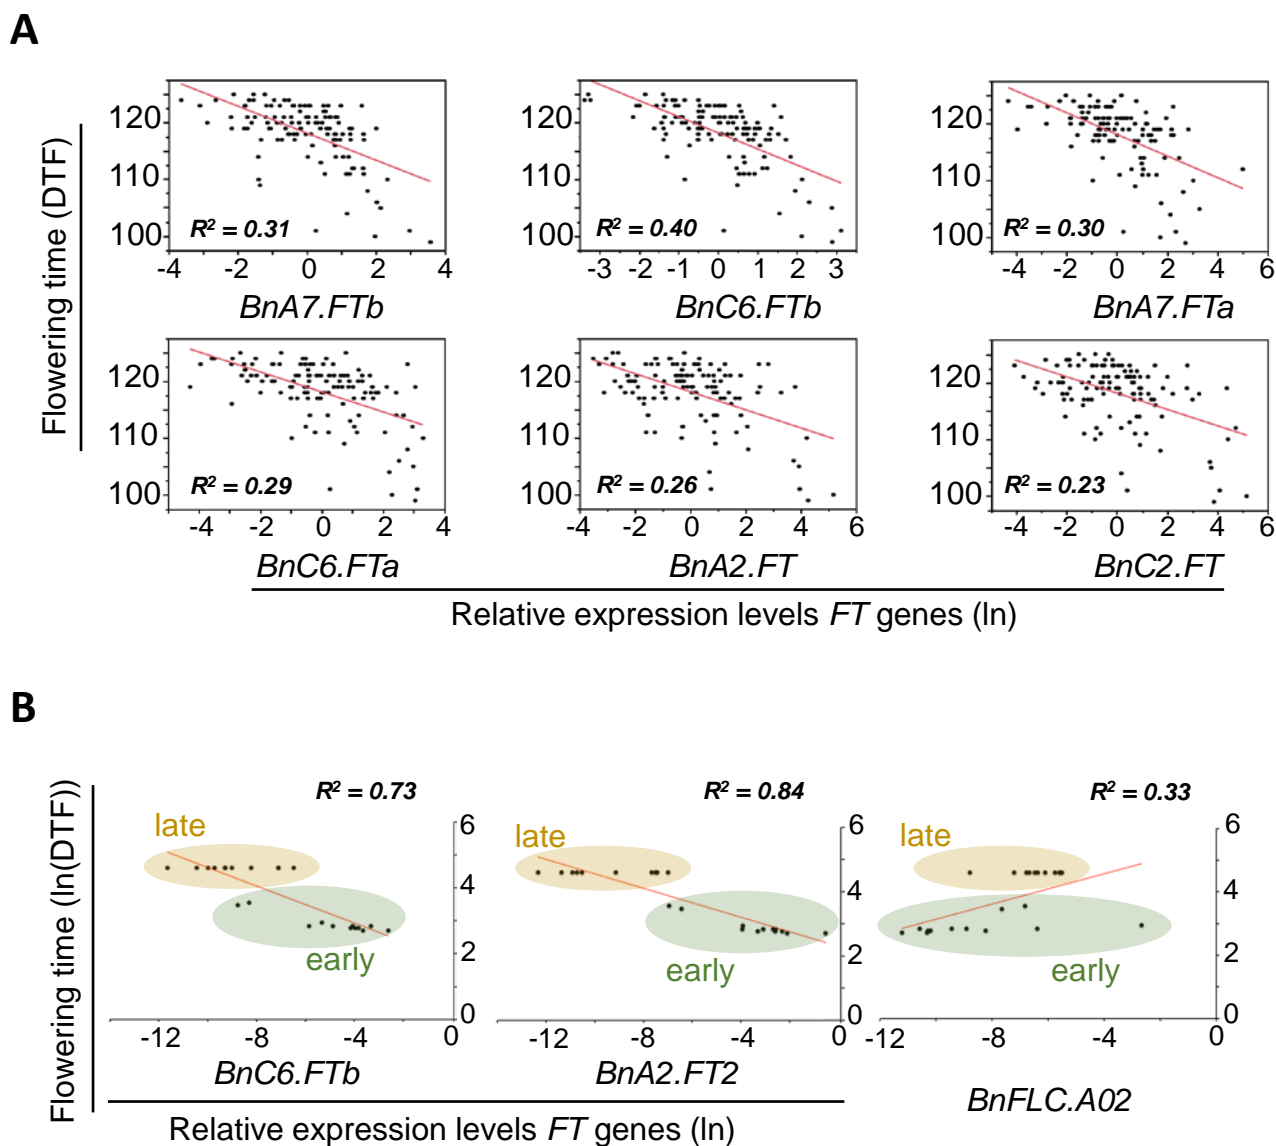 A
Flowering time (DTF)
120
110
100
R² = 0.31
-4 -2 0 2 4
BnA7.FTb
120
110
100
R² = 0.40
-3 -2 -1 0 1 2 3
BnC6.FTb
120
110
100
R² = 0.30
-4 -2 0 2 4 6
BnA7.FTa
120
110
100
R² = 0.29
-4 -2 0 2 4
BnC6.FTa
120
110
100
R² = 0.26
-4 -2 0 2 4 6
BnA2.FT
120
110
100
R² = 0.23
-4 -2 0 2 4 6
BnC2.FT
Relative expression levels FT genes (ln)
B
Flowering time (ln(DTF))
R² = 0.73
late
early
6
4
2
0
-12 -8 -4 0
BnC6.FTb
R² = 0.84
late
early
6
4
2
0
-12 -8 -4 0
BnA2.FT2
R² = 0.33
late
early
6
4
2
0
-12 -8 -4 0
BnFLC.A02
Relative expression levels FT genes (ln)